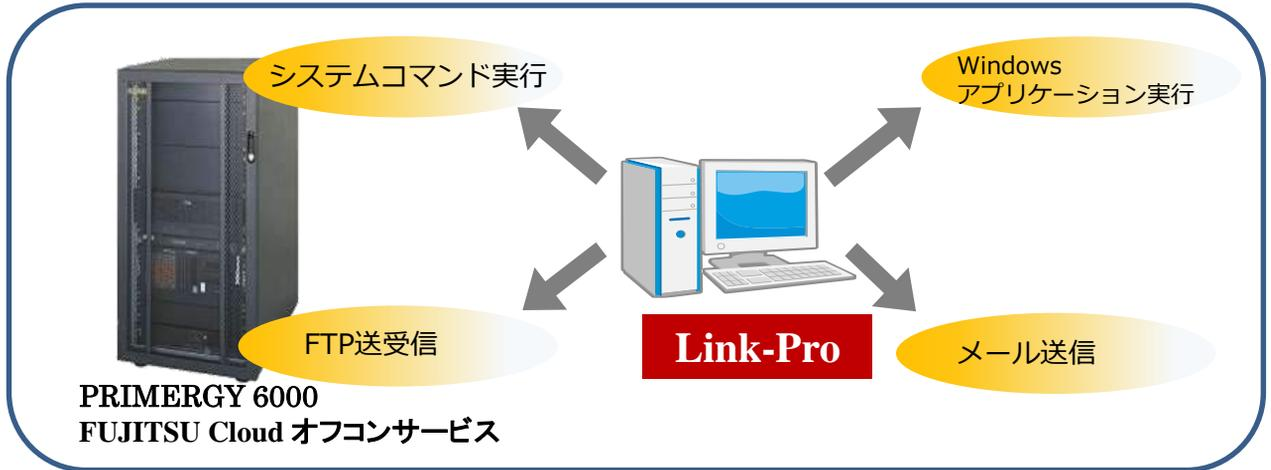 システムコマンド実行
Windows
アプリケーション実行
FTP送受信
Link-Pro
メール送信
PRIMERGY 6000
FUJITSU Cloud オフコンサービス